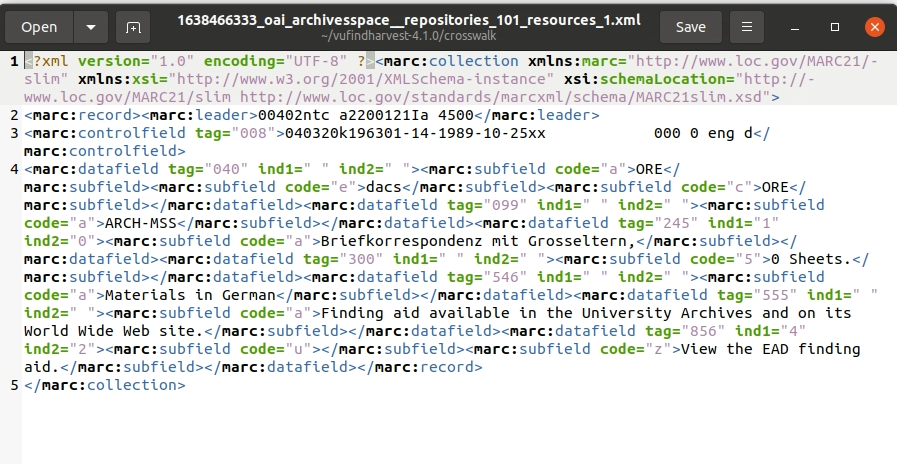 Open
1638466333_oai_archivesspace__repositories_101_resources_1.xml
~/vufindharvest-4.1.0/crosswalk
Save
1 <?xml version="1.0" encoding="UTF-8" ?><marc:collection xmlns:marc="http://www.loc.gov/MARC21/-
slim" xmlns:xsi="http://www.w3.org/2001/XMLSchema-instance" xsi:schemaLocation="http://-
www.loc.gov/MARC21/slim http://www.loc.gov/standards/marcxml/schema/MARC21slim.xsd">
2 <marc:record><marc:leader>00402ntc a2200121Ia 4500</marc:leader>
3 <marc:controlfield tag="008">040320k196301-14-1989-10-25xx             000 0 eng d</
marc:controlfield>
4 <marc:datafield tag="040" ind1=" " ind2=" "><marc:subfield code="a">ORE</
marc:subfield><marc:subfield code="e">dacs</marc:subfield><marc:subfield code="c">ORE</
marc:subfield></marc:datafield><marc:datafield tag="099" ind1=" " ind2=" "><marc:subfield
code="a">ARCH-MSS</marc:subfield></marc:datafield><marc:datafield tag="245" ind1="1"
ind2="0"><marc:subfield code="a">Briefkorrespondenz mit Grosseltern,</marc:subfield></
marc:datafield><marc:datafield tag="300" ind1=" " ind2=" "><marc:subfield code="5">0 Sheets.</
marc:subfield></marc:datafield><marc:datafield tag="546" ind1=" " ind2=" "><marc:subfield
code="a">Materials in German</marc:subfield></marc:datafield><marc:datafield tag="555" ind1=" "
ind2=" "><marc:subfield code="a">Finding aid available in the University Archives and on its
World Wide Web site.</marc:subfield></marc:datafield><marc:datafield tag="856" ind1="4"
ind2="2"><marc:subfield code="u"></marc:subfield><marc:subfield code="z">View the EAD finding
aid.</marc:subfield></marc:datafield></marc:record>
5 </marc:collection>